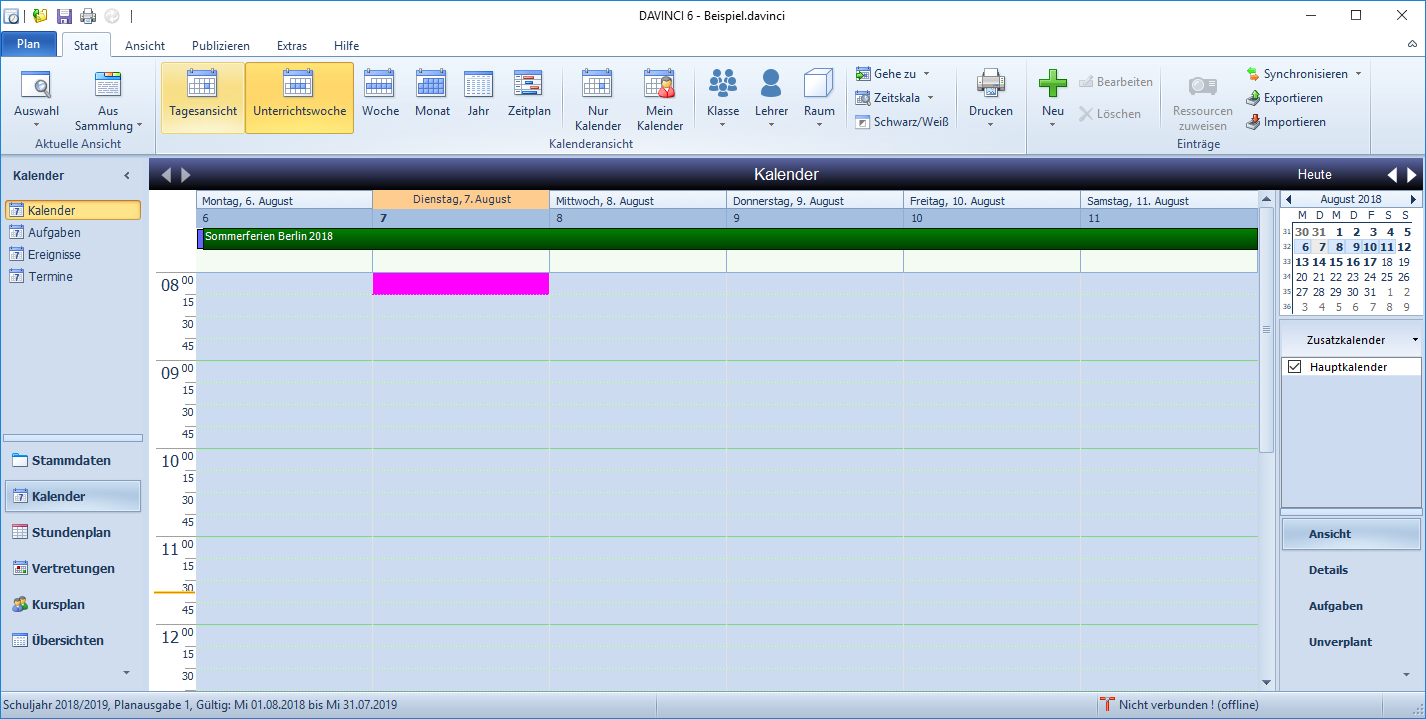 DAVINCI 6 - Beispiel.davinci
Plan Start Ansicht Publizieren Extras Hilfe
Auswahl
Aus Sammlung
Aktuelle Ansicht
Tagesansicht
Unterrichtswoche
Woche
Monat
Jahr
Zeitplan
Nur Kalender
Mein Kalender
Klasse
Lehrer
Raum
Gehe zu
Zeitskala
Schwarz/Weiß
Drucken
Kalenderansicht
Neu
Bearbeiten
Löschen
Ressourcen zuweisen
Einträge
Synchronisieren
Exportieren
Importieren
Kalender
Kalender
Aufgaben
Ereignisse
Termine
Stammdaten
Kalender
Stundenplan
Vertretungen
Kursplan
Übersichten
Kalender
Montag, 6. August Dienstag, 7. August Mittwoch, 8. August Donnerstag, 9. August Freitag, 10. August Samstag, 11. August
6 7 8 9 10 11
Sommerferien Berlin 2018
08 00
15
30
45
09 00
15
30
45
10 00
15
30
45
11 00
15
30
45
12 00
15
30
Heute
August 2018
M D M D F S S
31 30 31 1 2 3 4 5
32 6 7 8 9 10 11 12
33 13 14 15 16 17 18 19
34 20 21 22 23 24 25 26
35 27 28 29 30 31 1 2
36 3 4 5 6 7 8 9
Zusatzkalender
Hauptkalender
Ansicht
Details
Aufgaben
Unverplant
Schuljahr 2018/2019, Planausgabe 1, Gültig: Mi 01.08.2018 bis Mi 31.07.2019
Nicht verbunden ! (offline)